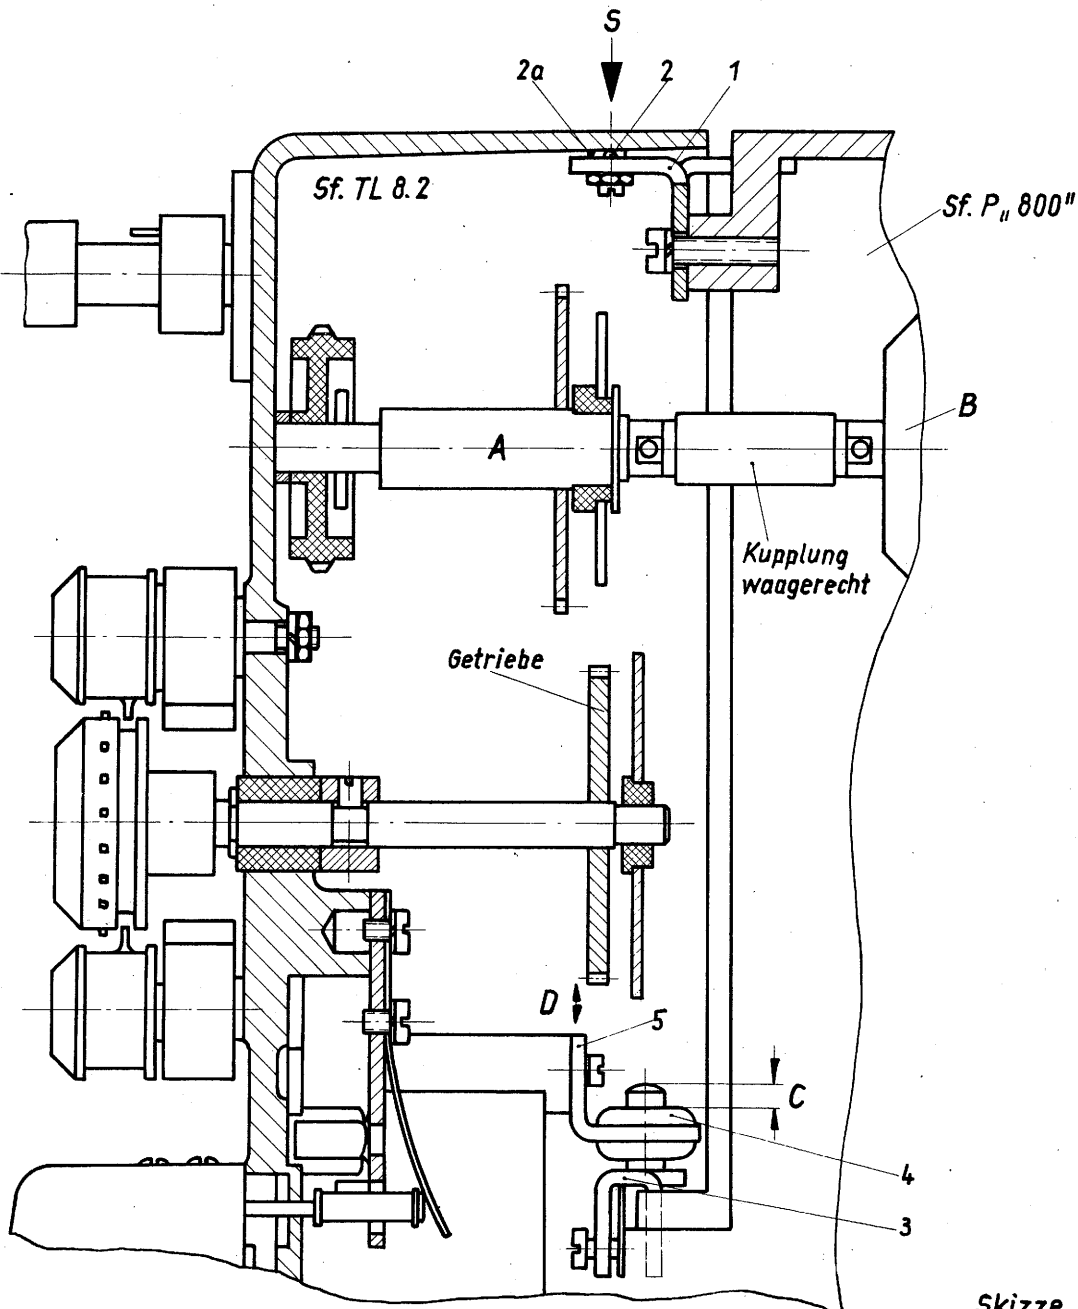 S
2a 2 1
Sf. TL 8.2
Sf. P„ 800"
A
B
Kupplung
waagerecht
Getriebe
D
5
C
4
3
Skizze